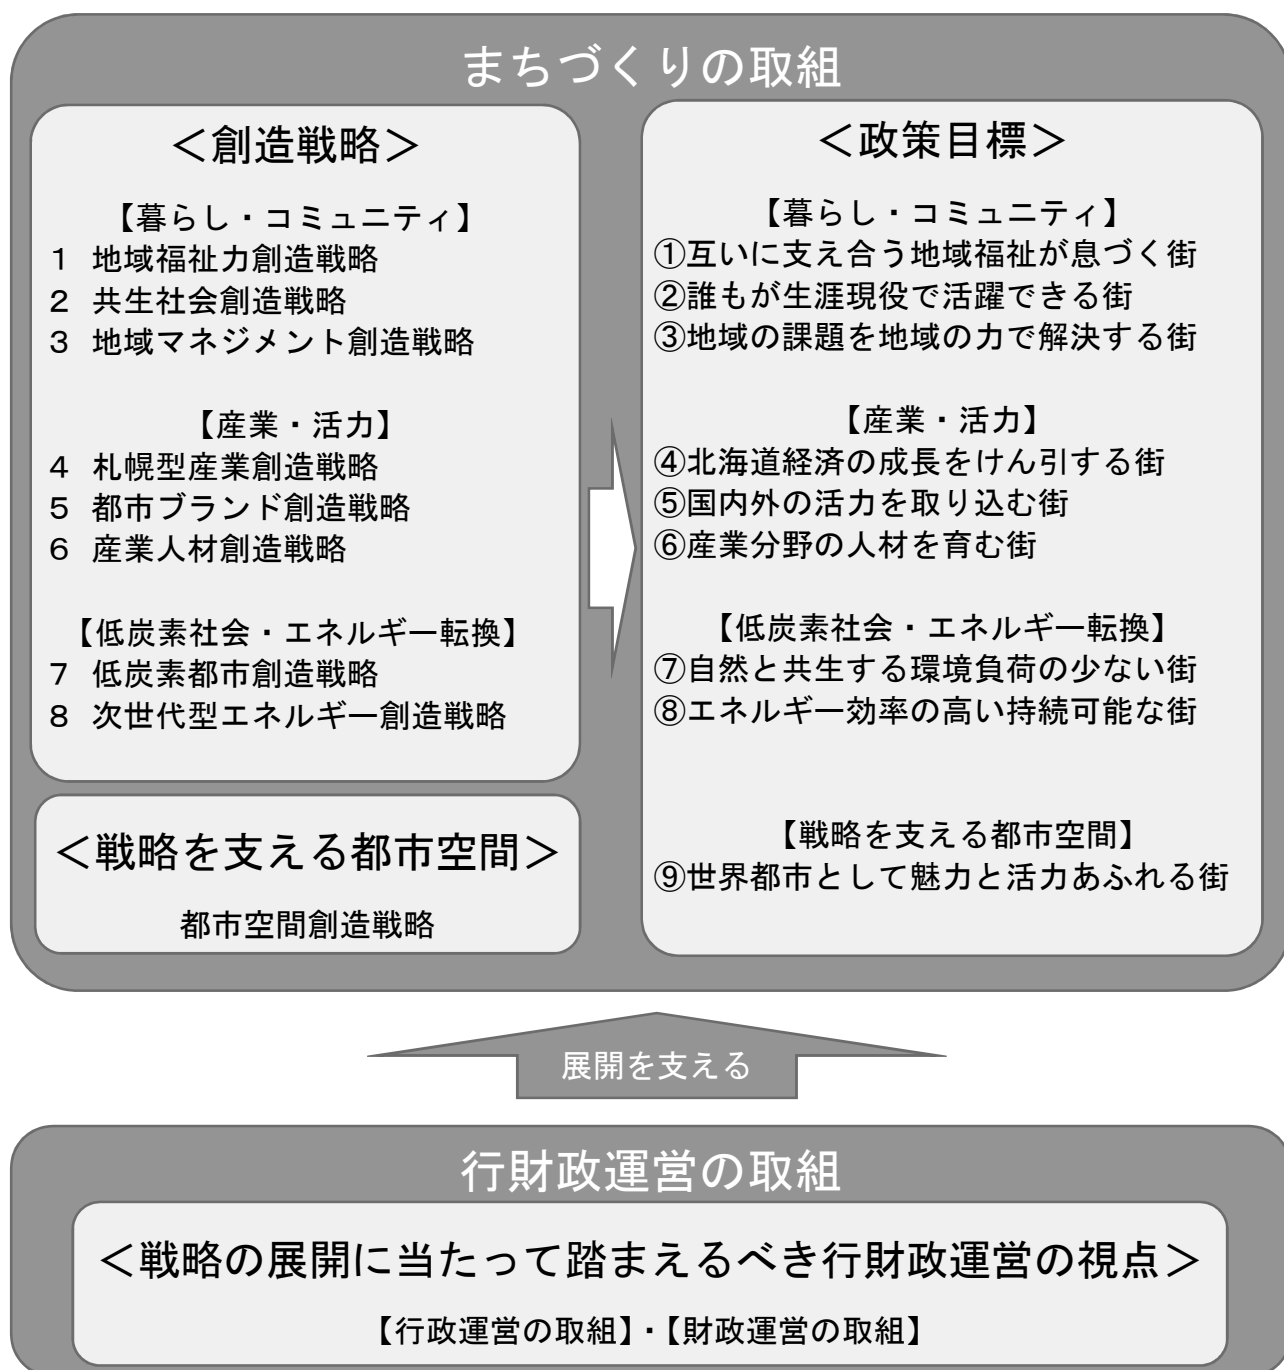 まちづくりの取組
＜創造戦略＞
【暮らし・コミュニティ】
１ 地域福祉力創造戦略
２ 共生社会創造戦略
３ 地域マネジメント創造戦略
【産業・活力】
４ 札幌型産業創造戦略
５ 都市ブランド創造戦略
６ 産業人材創造戦略
【低炭素社会・エネルギー転換】
７ 低炭素都市創造戦略
８ 次世代型エネルギー創造戦略
＜戦略を支える都市空間＞
都市空間創造戦略
＜政策目標＞
【暮らし・コミュニティ】
①互いに支え合う地域福祉が息づく街
②誰もが生涯現役で活躍できる街
③地域の課題を地域の力で解決する街
【産業・活力】
④北海道経済の成長をけん引する街
⑤国内外の活力を取り込む街
⑥産業分野の人材を育む街
【低炭素社会・エネルギー転換】
⑦自然と共生する環境負荷の少ない街
⑧エネルギー効率の高い持続可能な街
【戦略を支える都市空間】
⑨世界都市として魅力と活力あふれる街
展開を支える
行財政運営の取組
＜戦略の展開に当たって踏まえるべき行財政運営の視点＞
【行政運営の取組】・【財政運営の取組】